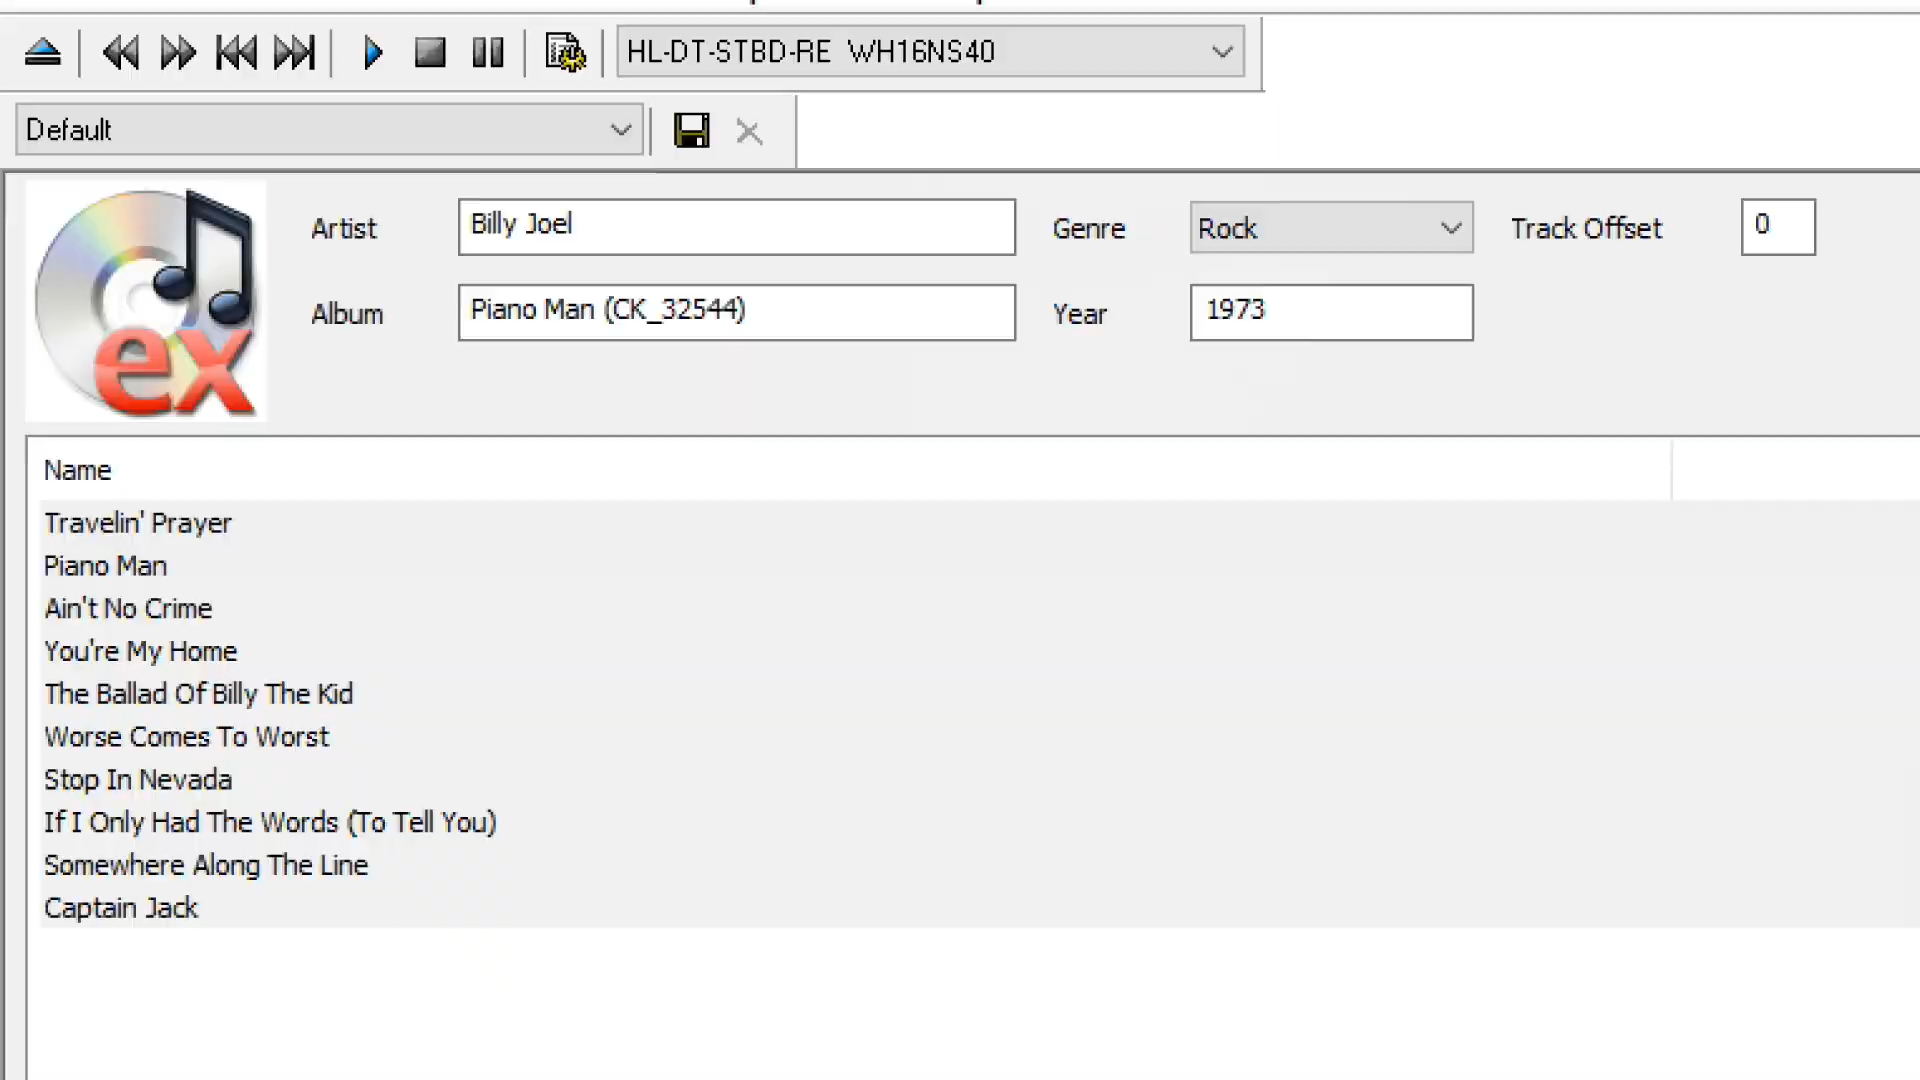 HL-DT-STBD-RE WH16NS40
Default
Artist
Billy Joel
Genre
Rock
Track Offset
0
Album
Piano Man (CK_32544)
Year
1973
ex
Name
Travelin' Prayer
Piano Man
Ain't No Crime
You're My Home
The Ballad Of Billy The Kid
Worse Comes To Worst
Stop In Nevada
If I Only Had The Words (To Tell You)
Somewhere Along The Line
Captain Jack